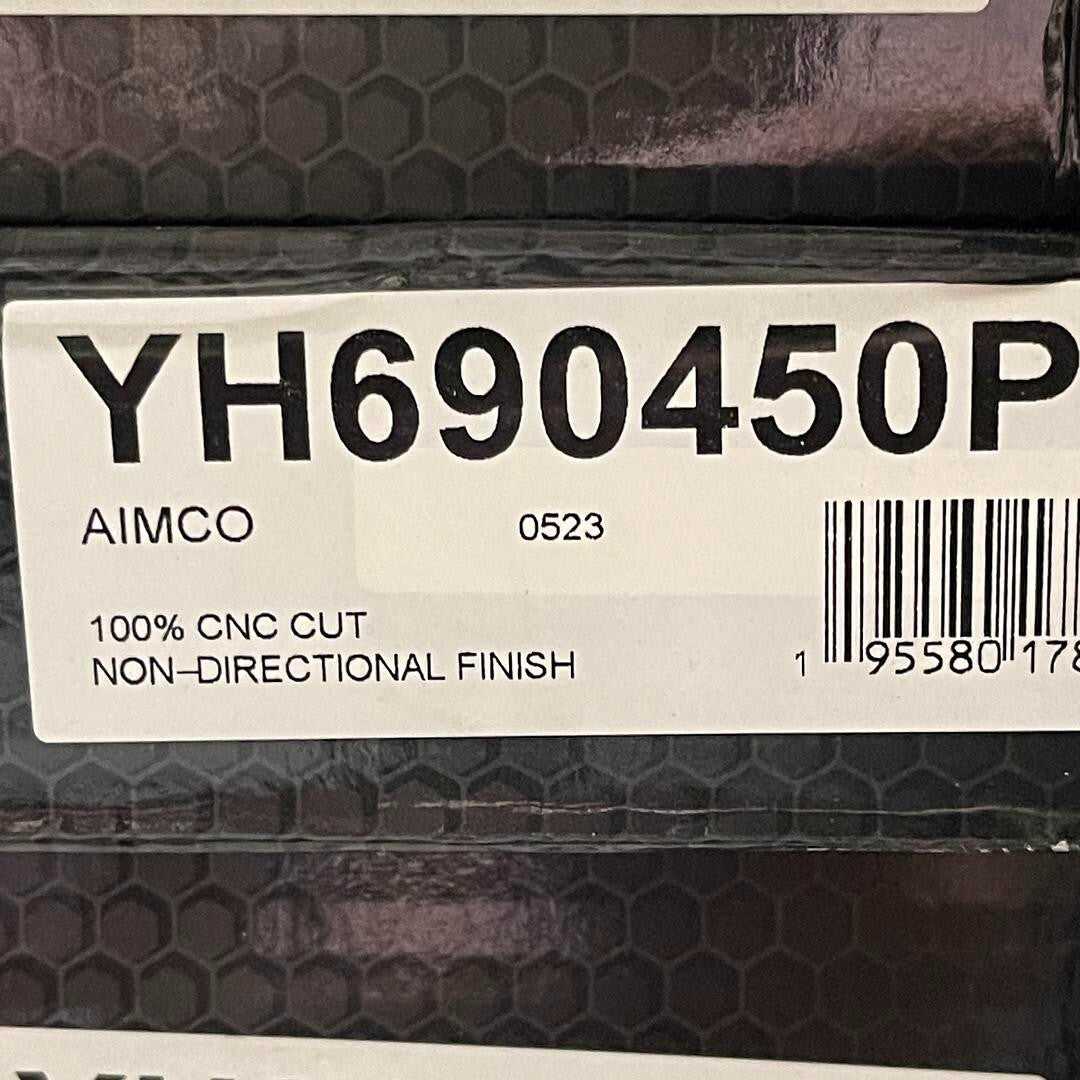 YH690450P
AIMCO 0523
100% CNC CUT
NON-DIRECTIONAL FINISH
1 95580 178